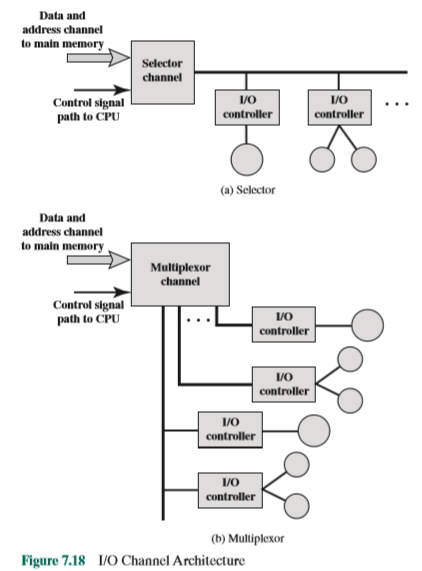 Data and
address channel
to main memory
Selector
channel
Control signal
path to CPU
I/O
controller
I/O
controller
...
(a) Selector
Data and
address channel
to main memory
Multiplexor
channel
Control signal
path to CPU
...
I/O
controller
I/O
controller
I/O
controller
I/O
controller
(b) Multiplexor
Figure 7.18 I/O Channel Architecture